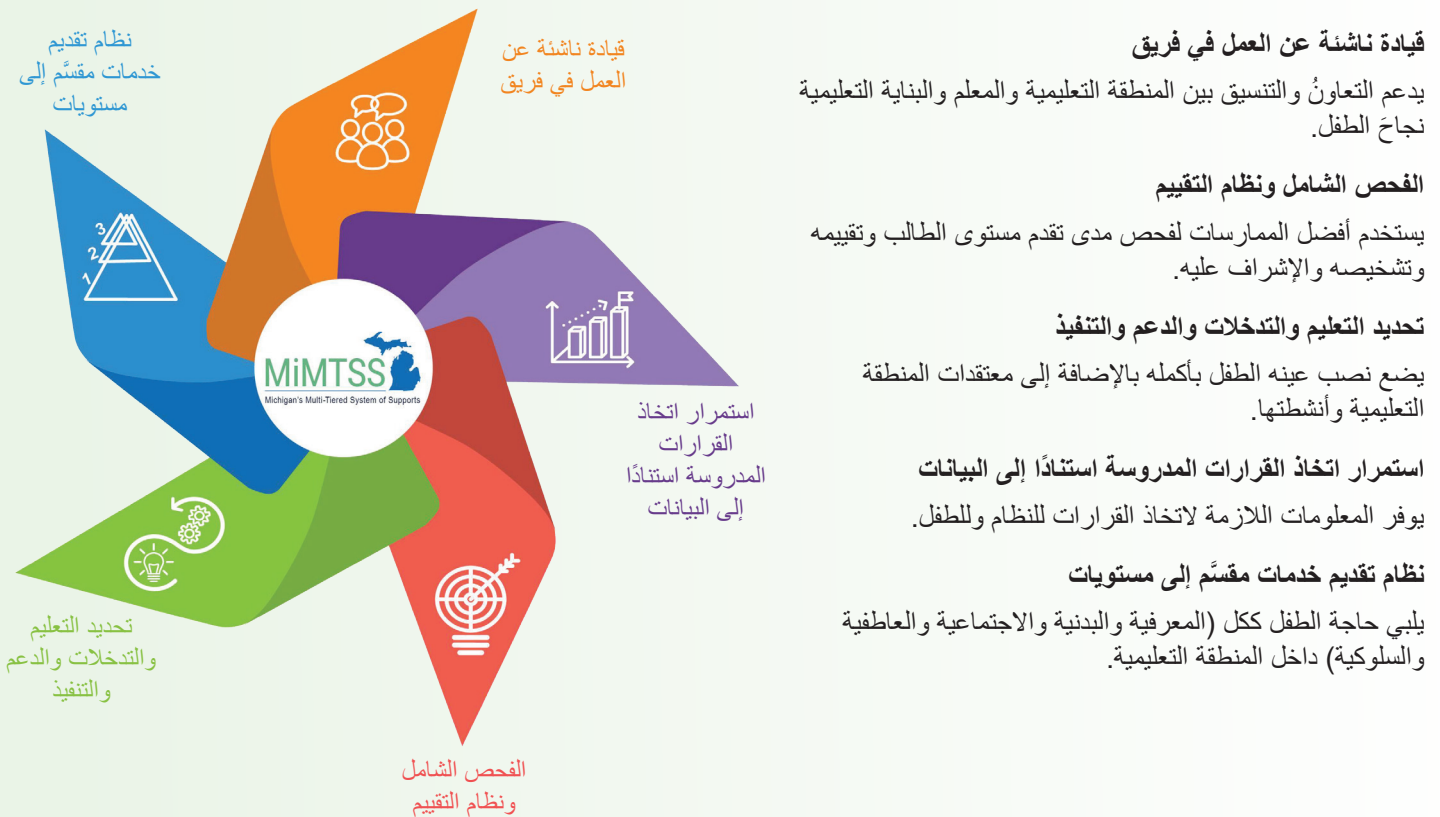 نظام تقديم
خدمات مقسَّم إلى
مستويات
قيادة ناشئة عن
العمل في فريق
3
2
1
MiMTSS
Michigan's Multi-Tiered System of Supports
استمرار اتخاذ
القرارات
المدروسة استنادًا
إلى البيانات
تحديد التعليم
والتدخلات والدعم
والتنفيذ
الفحص الشامل
ونظام التقييم
قيادة ناشئة عن العمل في فريق
يدعم التعاونُ والتنسيق بين المنطقة التعليمية والمعلم والبناية التعليمية
نجاحَ الطفل.
الفحص الشامل ونظام التقييم
يستخدم أفضل الممارسات لفحص مدى تقدم مستوى الطالب وتقييمه
وتشخيصه والإشراف عليه.
تحديد التعليم والتدخلات والدعم والتنفيذ
يضع نصب عينه الطفل بأكمله بالإضافة إلى معتقدات المنطقة
التعليمية وأنشطتها.
استمرار اتخاذ القرارات المدروسة استنادًا إلى البيانات
يوفر المعلومات اللازمة لاتخاذ القرارات للنظام وللطفل.
نظام تقديم خدمات مقسَّم إلى مستويات
يلبي حاجة الطفل ككل (المعرفية والبدنية والاجتماعية والعاطفية
والسلوكية) داخل المنطقة التعليمية.